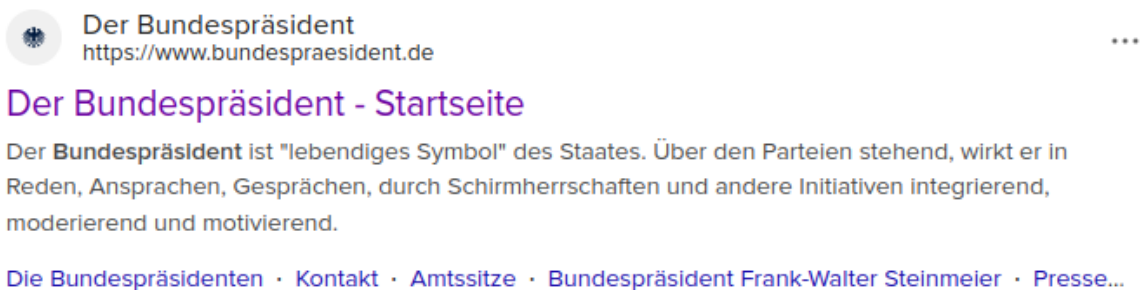 Der Bundespräsident
https://www.bundespraesident.de
Der Bundespräsident - Startseite
Der Bundespräsident ist "lebendiges Symbol" des Staates. Über den Parteien stehend, wirkt er in
Reden, Ansprachen, Gesprächen, durch Schirmherrschaften und andere Initiativen integrierend,
moderierend und motivierend.
Die Bundespräsidenten · Kontakt · Amtssitze · Bundespräsident Frank-Walter Steinmeier · Presse...